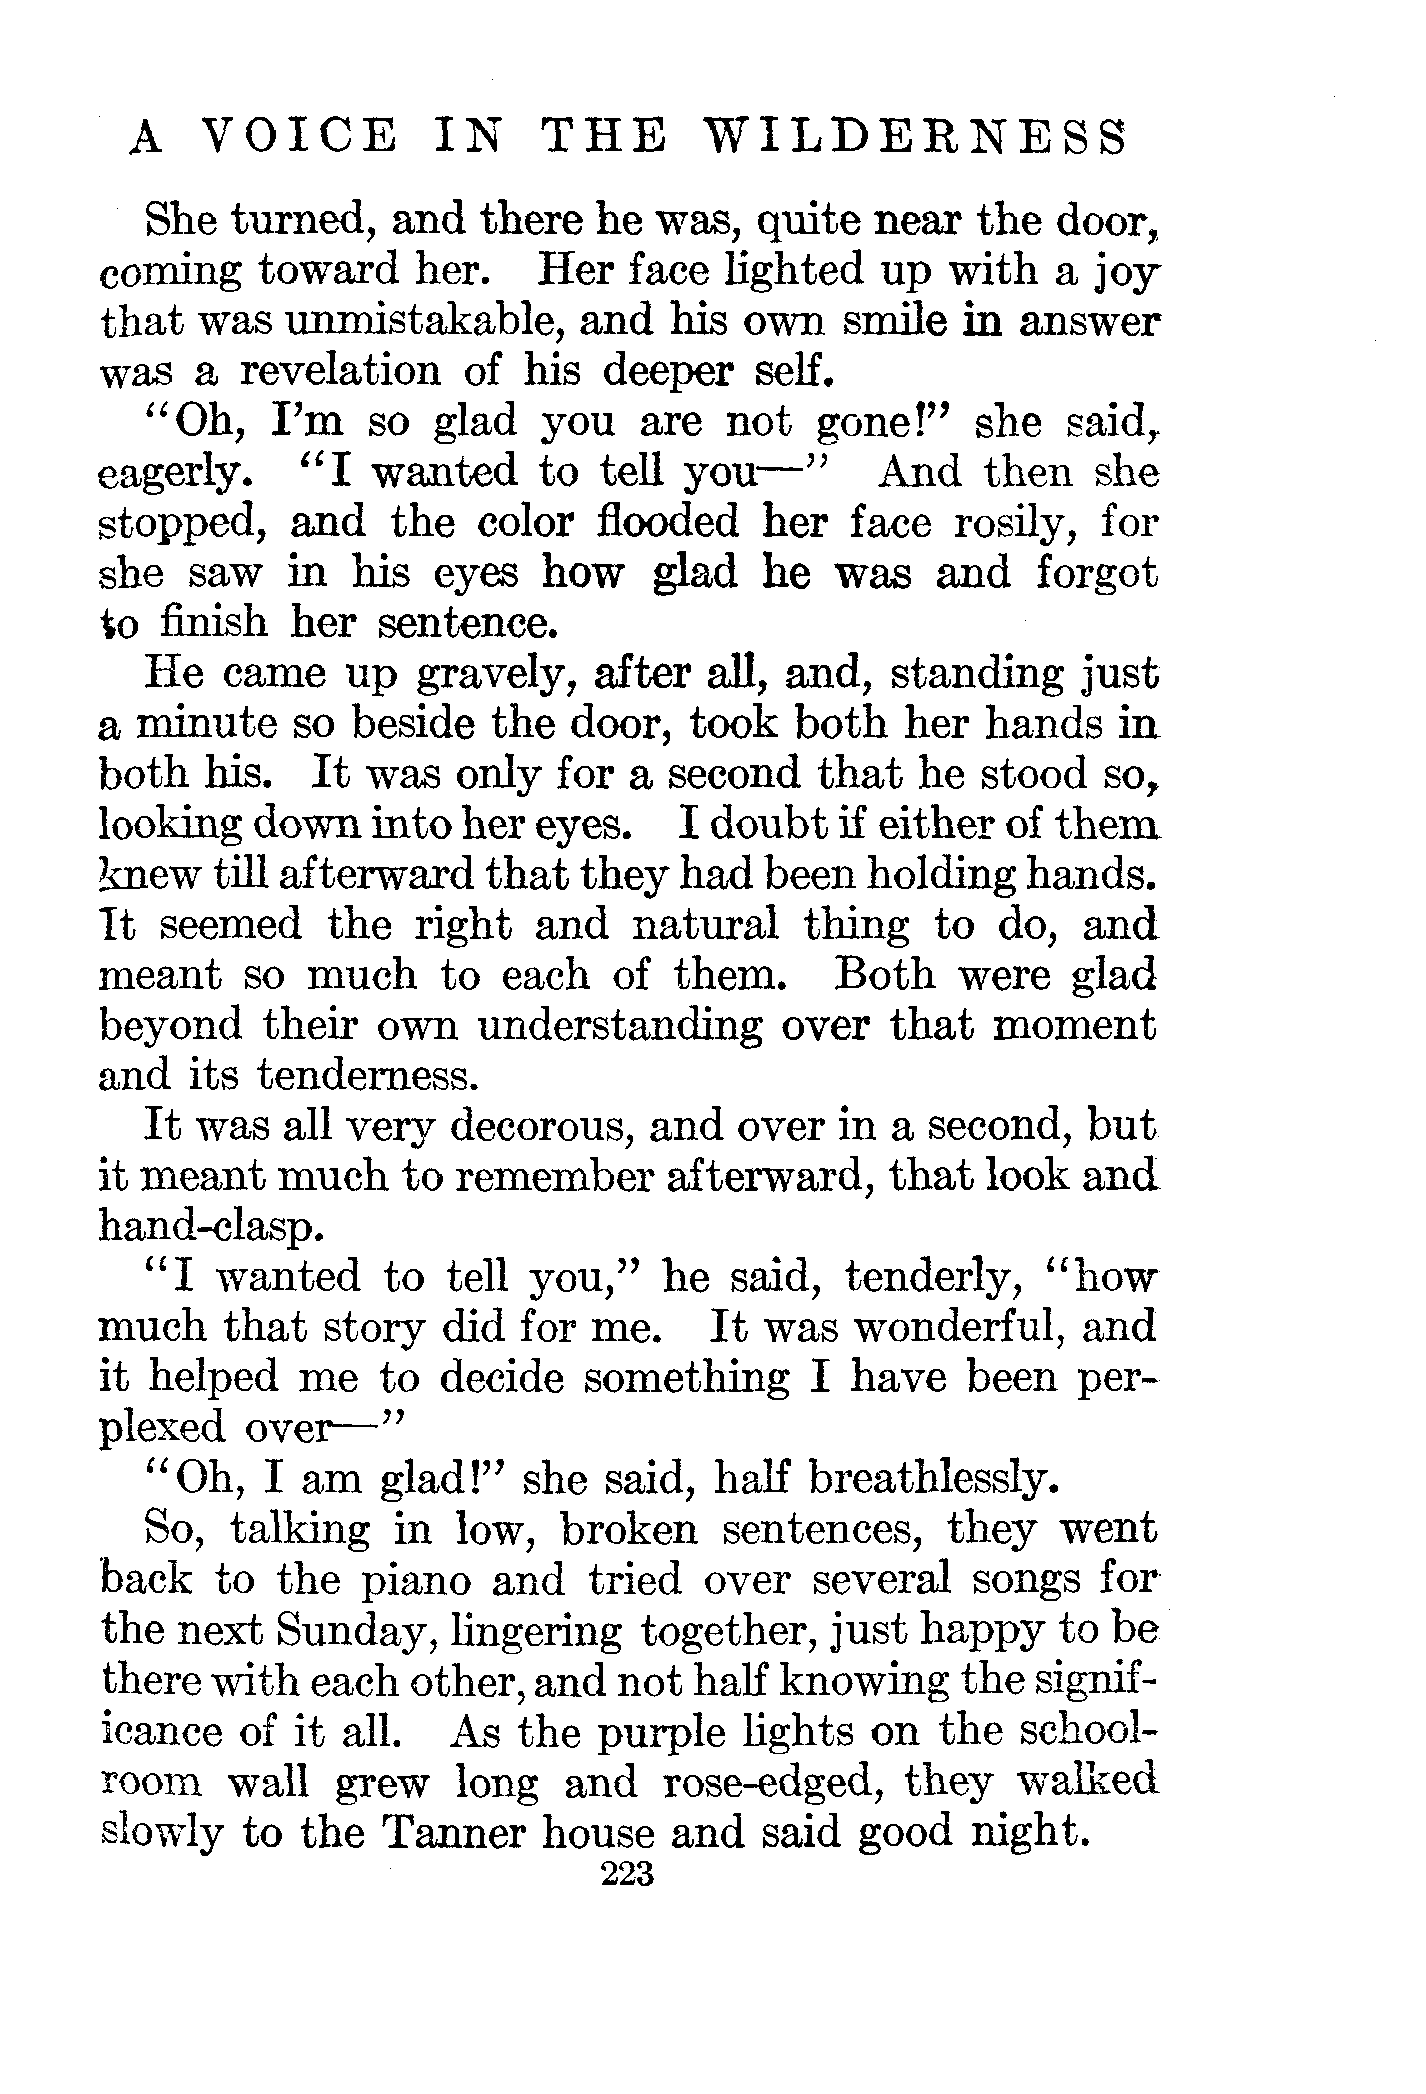 A VOICE IN THE WILDERNESS
She turned, and there he was, quite near the door,
coming toward her. Her face lighted up with a joy
that was unmistakable, and his own smile in answer
was a revelation of his deeper self.
“Oh, I’m so glad you are not gone!” she said,
eagerly. “I wanted to tell you—” And then she
stopped, and the color flooded her face rosily, for
she saw in his eyes how glad he was and forgot
to finish her sentence.
He came up gravely, after all, and, standing just
a minute so beside the door, took both her hands in
both his. It was only for a second that he stood so,
looking down into her eyes. I doubt if either of them
knew till afterward that they had been holding hands.
It seemed the right and natural thing to do, and
meant so much to each of them. Both were glad
beyond their own understanding over that moment
and its tenderness.
It was all very decorous, and over in a second, but
it meant much to remember afterward, that look and
hand-clasp.
“I wanted to tell you,” he said, tenderly, “how
much that story did for me. It was wonderful, and
it helped me to decide something I have been per-
plexed over—”
“Oh, I am glad!” she said, half breathlessly.
So, talking in low, broken sentences, they went
back to the piano and tried over several songs for
the next Sunday, lingering together, just happy to be
there with each other, and not half knowing the signif-
icance of it all. As the purple lights on the school-
room wall grew long and rose-edged, they walked
slowly to the Tanner house and said good night.
223